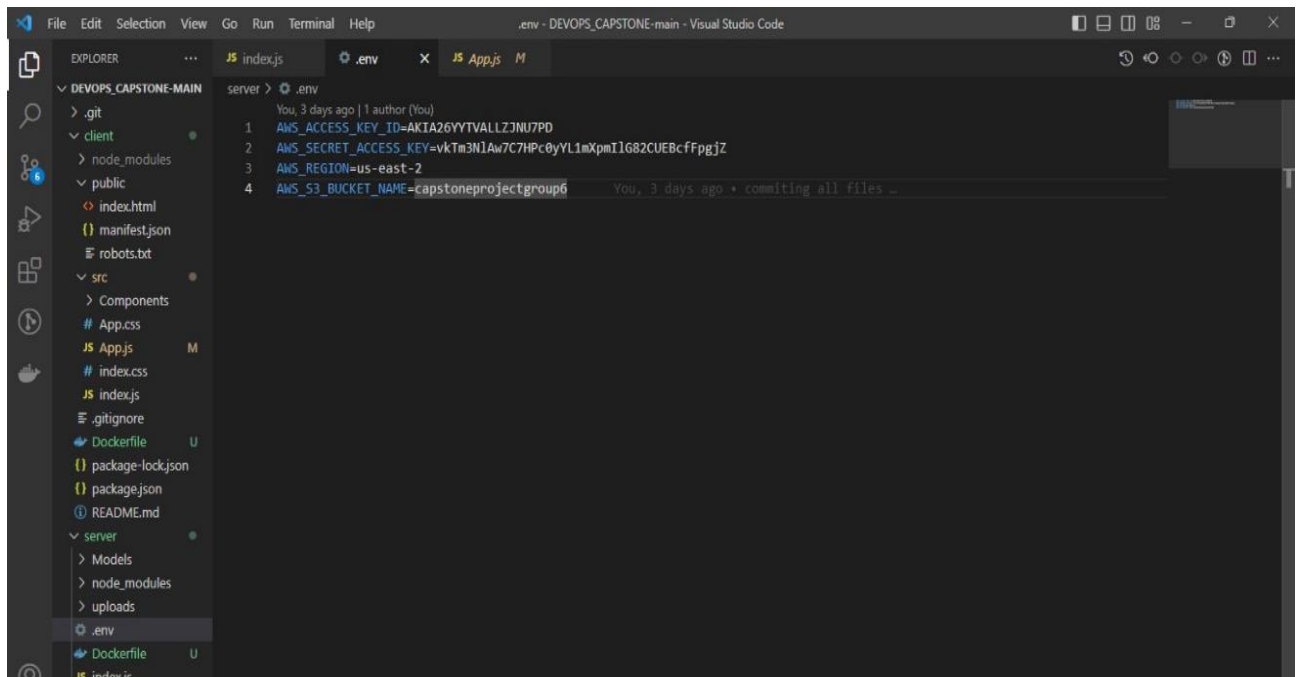 File Edit Selection View Go Run Terminal Help
.env - DEVOPS_CAPSTONE-main - Visual Studio Code
EXPLORER
DEVOPS_CAPSTONE-MAIN
.git
client
node_modules
public
index.html
manifest.json
robots.txt
src
Components
App.css
App.js M
index.css
index.js
.gitignore
Dockerfile U
package-lock.json
package.json
README.md
server
Models
node_modules
uploads
.env
Dockerfile U
index.js
6
JS index.js
.env
JS App.js M
server > .env
You, 3 days ago | 1 author (You)
1 AWS_ACCESS_KEY_ID=AKIA26YYTVALLZJNU7PD
2 AWS_SECRET_ACCESS_KEY=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
3 AWS_REGION=us-east-2
4 AWS_S3_BUCKET_NAME=capstoneprojectgroup6 You, 3 days ago • commiting all files …